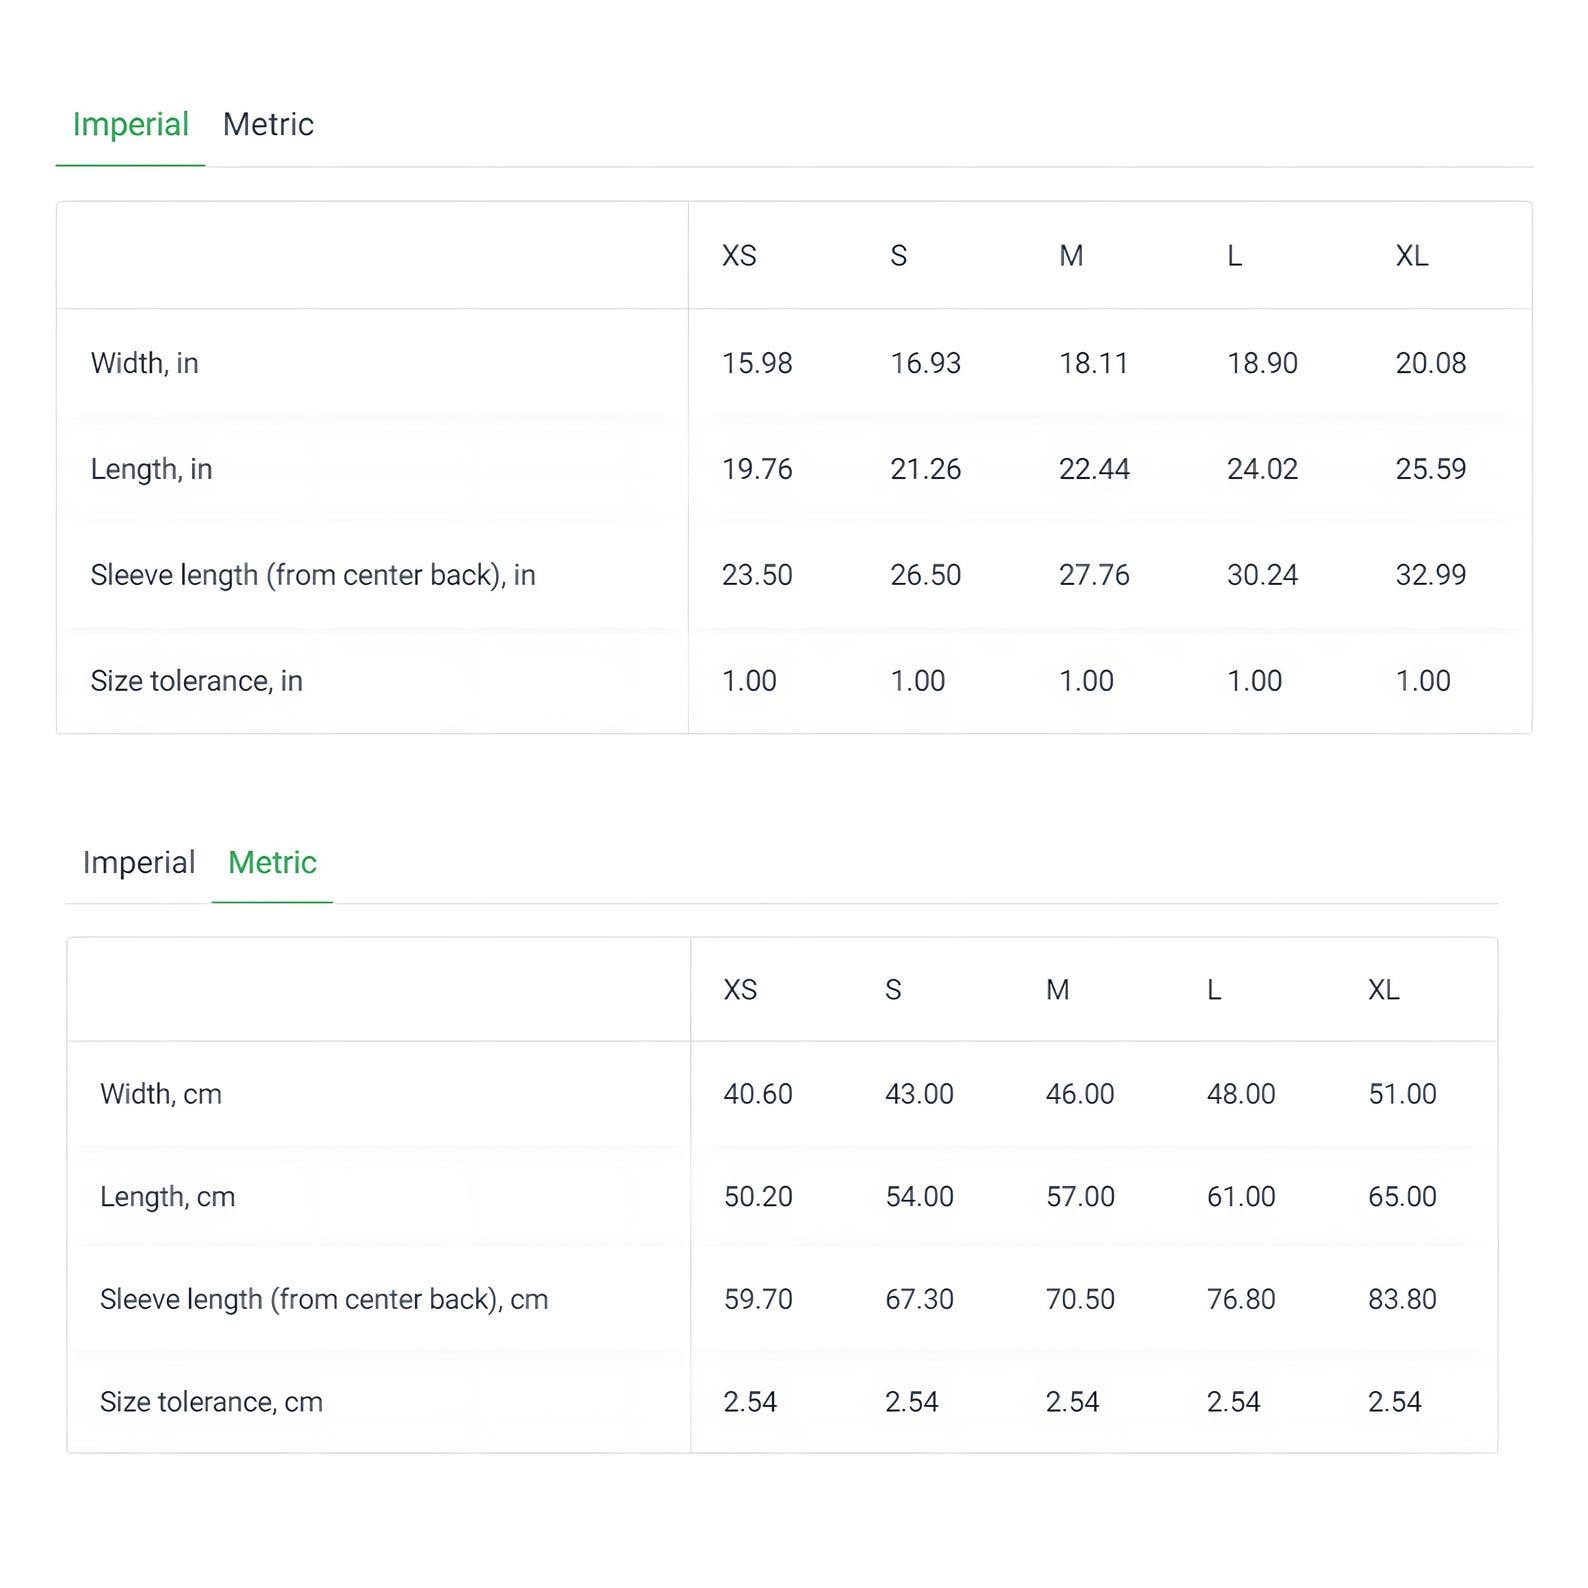 Imperial Metric
XS S M L XL
Width, in 15.98 16.93 18.11 18.90 20.08
Length, in 19.76 21.26 22.44 24.02 25.59
Sleeve length (from center back), in 23.50 26.50 27.76 30.24 32.99
Size tolerance, in 1.00 1.00 1.00 1.00 1.00
Imperial Metric
XS S M L XL
Width, cm 40.60 43.00 46.00 48.00 51.00
Length, cm 50.20 54.00 57.00 61.00 65.00
Sleeve length (from center back), cm 59.70 67.30 70.50 76.80 83.80
Size tolerance, cm 2.54 2.54 2.54 2.54 2.54